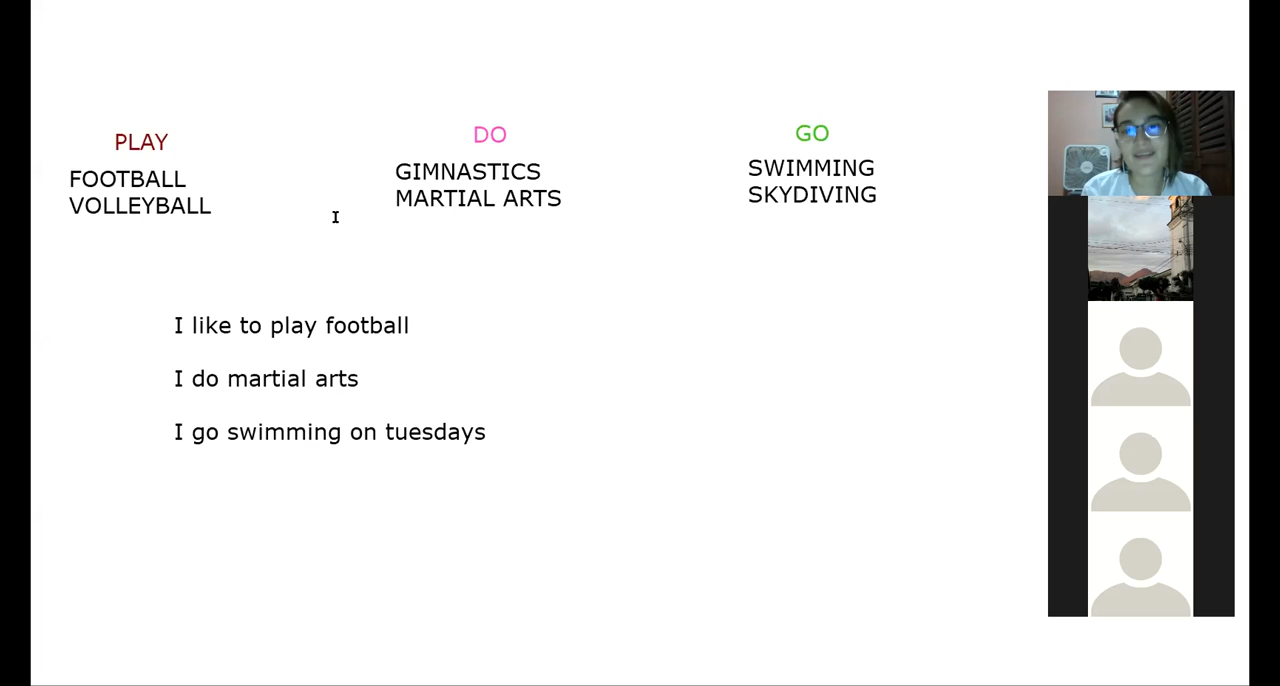 PLAY
FOOTBALL
VOLLEYBALL
DO
GIMNASTICS
MARTIAL ARTS
GO
SWIMMING
SKYDIVING
I like to play football
I do martial arts
I go swimming on tuesdays